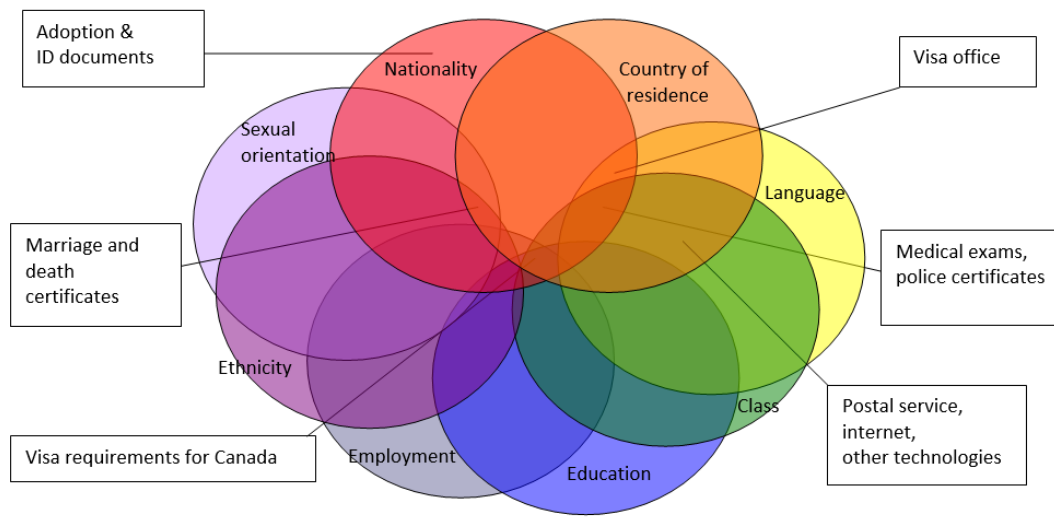 Adoption &
ID documents
Nationality
Country of
residence
Visa office
Sexual
orientation
Language
Marriage and
death
certificates
Medical exams,
police certificates
Ethnicity
Class
Postal service,
internet,
other technologies
Visa requirements for Canada
Employment
Education